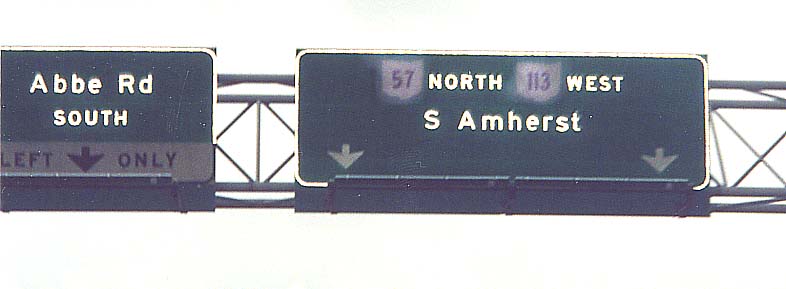 Abbe Rd
SOUTH
LEFT ONLY
57 NORTH 113 WEST
S Amherst